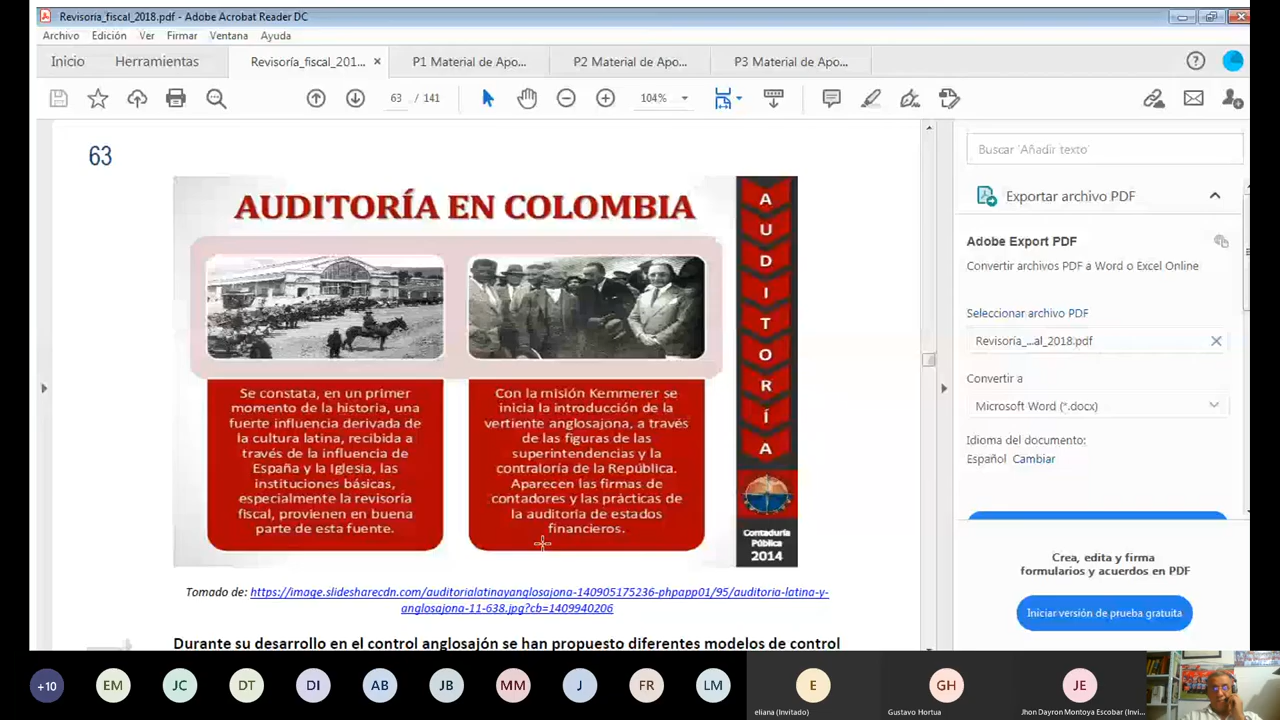 Revisoría_fiscal_2018.pdf - Adobe Acrobat Reader DC
Archivo Edición Ver Firmar Ventana Ayuda
Inicio Herramientas Revisoría_fiscal_201... × P1 Material de Apo... P2 Material de Apo... P3 Material de Apo...
63 / 141 104%
63
AUDITORÍA EN COLOMBIA
Se constata, en un primer
momento de la historia, una
fuerte influencia derivada de
la cultura latina, recibida a
través de la influencia de
España y la Iglesia, las
instituciones básicas,
especialmente la revisoría
fiscal, provienen en buena
parte de esta fuente.
Con la misión Kemmerer se
inicia la introducción de la
vertiente anglosajona, a través
de las figuras de las
superintendencias y la
contraloría de la República.
Aparecen las firmas de
contadores y las prácticas de
la auditoria de estados
financieros.
A
U
D
I
T
O
R
Í
A
Contaduría
Pública
2014
Tomado de: https://image.slidesharecdn.com/auditorialatinayanglosajona-140905175236-phpapp01/95/auditoria-latina-y-
anglosajona-11-638.jpg?cb=1409940206
Durante su desarrollo en el control anglosajón se han propuesto diferentes modelos de control
Buscar 'Añadir texto'
Exportar archivo PDF
Adobe Export PDF
Convertir archivos PDF a Word o Excel Online
Seleccionar archivo PDF
Revisoría_...al_2018.pdf
Convertir a
Microsoft Word (*.docx)
Idioma del documento:
Español Cambiar
Crea, edita y firma
formularios y acuerdos en PDF
Iniciar versión de prueba gratuita
+10 EM JC DT DI AB JB MM J FR LM E GH JE
eliana (Invitado) Gustavo Hortua Jhon Dayron Montoya Escobar (Invi...